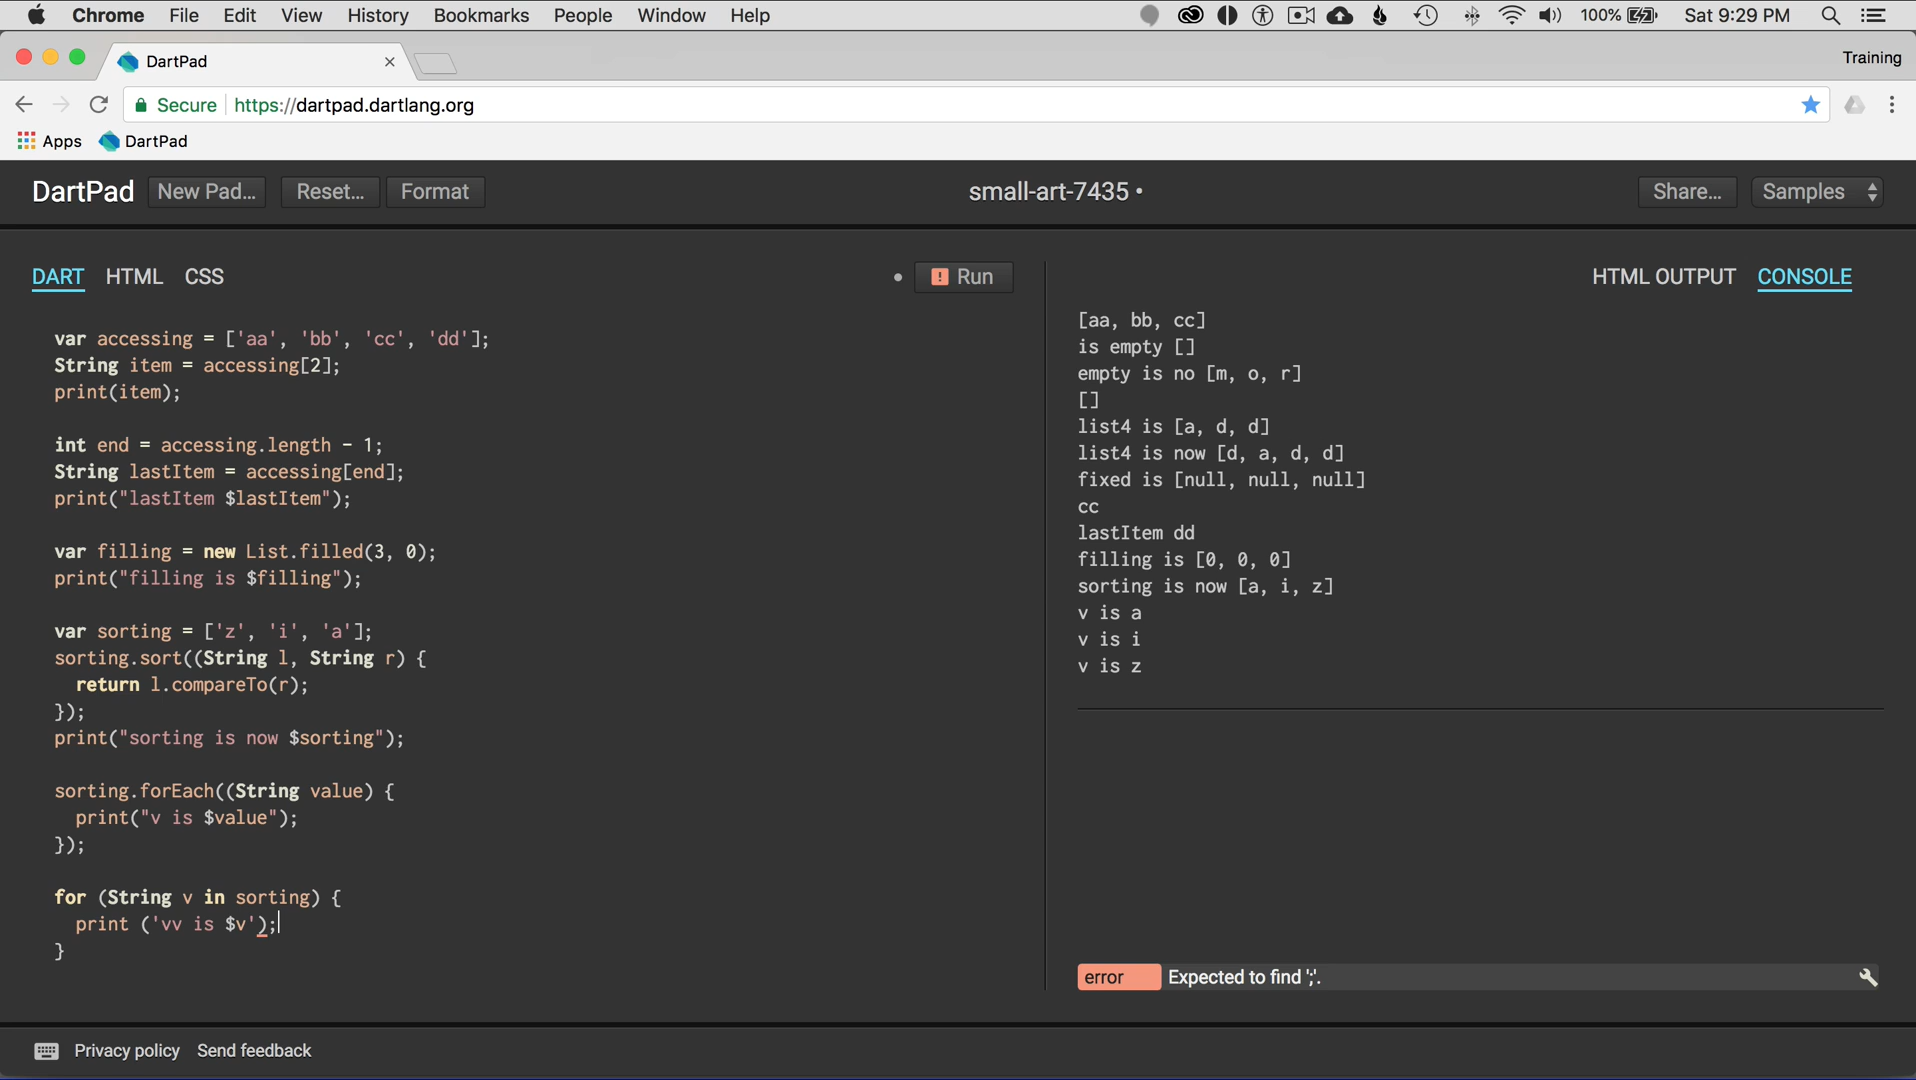 Chrome File Edit View History Bookmarks People Window Help 100% Sat 9:29 PM
DartPad Training
Secure https://dartpad.dartlang.org
Apps DartPad
DartPad New Pad... Reset... Format small-art-7435 • Share... Samples
DART HTML CSS Run HTML OUTPUT CONSOLE
var accessing = ['aa', 'bb', 'cc', 'dd'];
String item = accessing[2];
print(item);
int end = accessing.length - 1;
String lastItem = accessing[end];
print("lastItem $lastItem");
var filling = new List.filled(3, 0);
print("filling is $filling");
var sorting = ['z', 'i', 'a'];
sorting.sort((String l, String r) {
return l.compareTo(r);
});
print("sorting is now $sorting");
sorting.forEach((String value) {
print("v is $value");
});
for (String v in sorting) {
print ('vv is $v');
}
[aa, bb, cc]
is empty []
empty is no [m, o, r]
[]
list4 is [a, d, d]
list4 is now [d, a, d, d]
fixed is [null, null, null]
cc
lastItem dd
filling is [0, 0, 0]
sorting is now [a, i, z]
v is a
v is i
v is z
error Expected to find ';'.
Privacy policy Send feedback